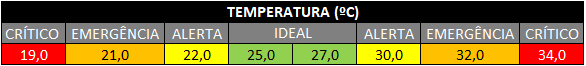 TEMPERATURA (ºC)
CRÍTICO EMERGÊNCIA ALERTA IDEAL ALERTA EMERGÊNCIA CRÍTICO
19,0 21,0 22,0 25,0 27,0 30,0 32,0 34,0